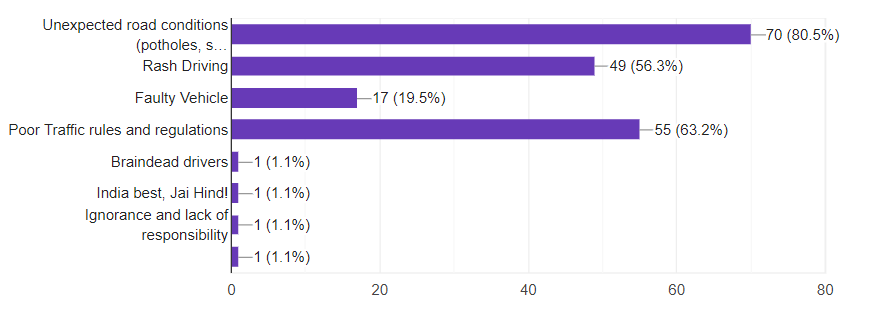 Unexpected road conditions
(potholes, s...
70 (80.5%)
Rash Driving
49 (56.3%)
Faulty Vehicle
17 (19.5%)
Poor Traffic rules and regulations
55 (63.2%)
Braindead drivers
1 (1.1%)
India best, Jai Hind!
1 (1.1%)
Ignorance and lack of
responsibility
1 (1.1%)
1 (1.1%)
0
20
40
60
80